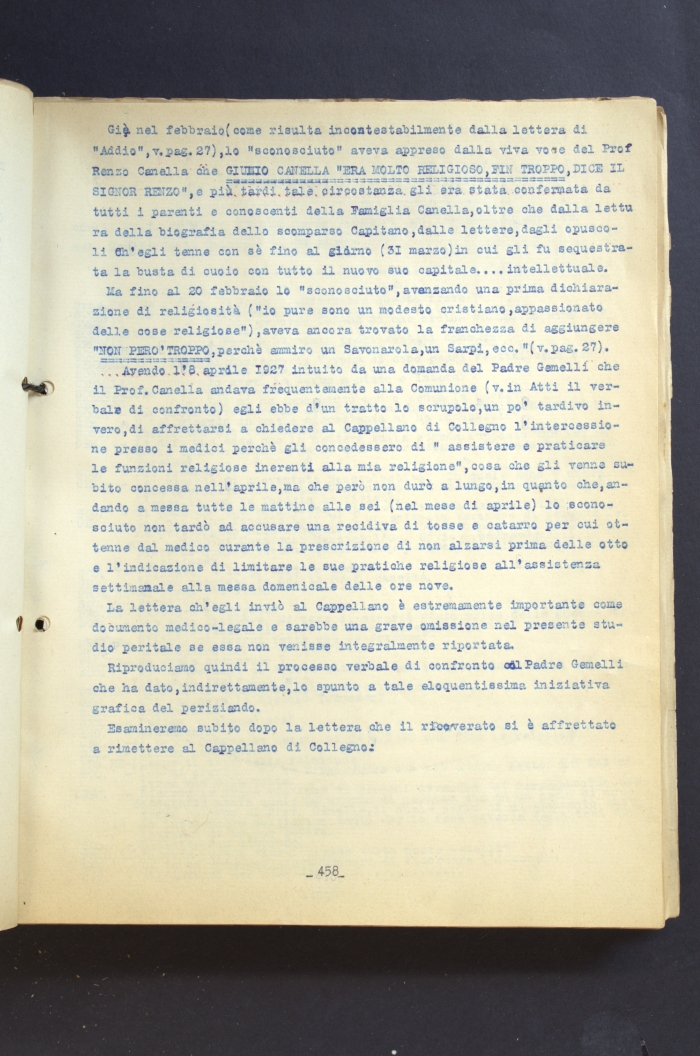 Già nel febbraio(come risulta incontestabilmente dalla lettera di
"Addio",v.pag.27),lo "sconosciuto" aveva appreso dalla viva voce del Prof
Renzo Canella che GIULIO CANELLA "ERA MOLTO RELIGIOSO,FIN TROPPO,DICE IL
SIGNOR RENZO",e più tardi tale circostanza gli era stata confermata da
tutti i parenti e conoscenti della Famiglia Canella,oltre che dalla lettu
ra della biografia dello scomparso Capitano,dalle lettere,dagli opusco-
li Ch'egli tenne con sè fino al giorno (31 marzo)in cui gli fu sequestra-
ta la busta di cuoio con tutto il nuovo suo capitale....intellettuale.
Ma fino al 20 febbraio lo "sconosciuto",avanzando una prima dichiara-
zione di religiosità ("io pure sono un modesto cristiano,appassionato
delle cose religiose"),aveva ancora trovato la franchezza di aggiungere
"NON PERO'TROPPO,perchè ammiro un Savonarola,un Sarpi,ecc."(v.pag.27).
...Avendo l'8 aprile 1927 intuito da una domanda del Padre Gemelli che
il Prof.Canella andava frequentemente alla Comunione (v.in Atti il ver-
bale di confronto) egli ebbe d'un tratto lo scrupolo,un po' tardivo in-
vero,di affrettarsi a chiedere al Cappellano di Collegno l'intercessio-
ne presso i medici perchè gli concedessero di " assistere e praticare
le funzioni religiose inerenti alla mia religione",cosa che gli venne su-
bito concessa nell'aprile,ma che però non durò a lungo,in quanto che,an-
dando a messa tutte le mattine alle sei (nel mese di aprile) lo scono-
sciuto non tardò ad accusare una recidiva di tosse e catarro per cui ot-
tenne dal medico curante la prescrizione di non alzarsi prima delle otto
e l'indicazione di limitare le sue pratiche religiose all'assistenza
settimanale alla messa domenicale delle ore nove.
La lettera ch'egli inviò al Cappellano è estremamente importante come
documento medico-legale e sarebbe una grave omissione nel presente stu-
dio peritale se essa non venisse integralmente riportata.
Riproduciamo quindi il processo verbale di confronto col Padre Gemelli
che ha dato,indirettamente,lo spunto a tale eloquentissima iniziativa
grafica del periziando.
Esamineremo subito dopo la lettera che il ricoverato si è affrettato
a rimettere al Cappellano di Collegno:
_ 458_